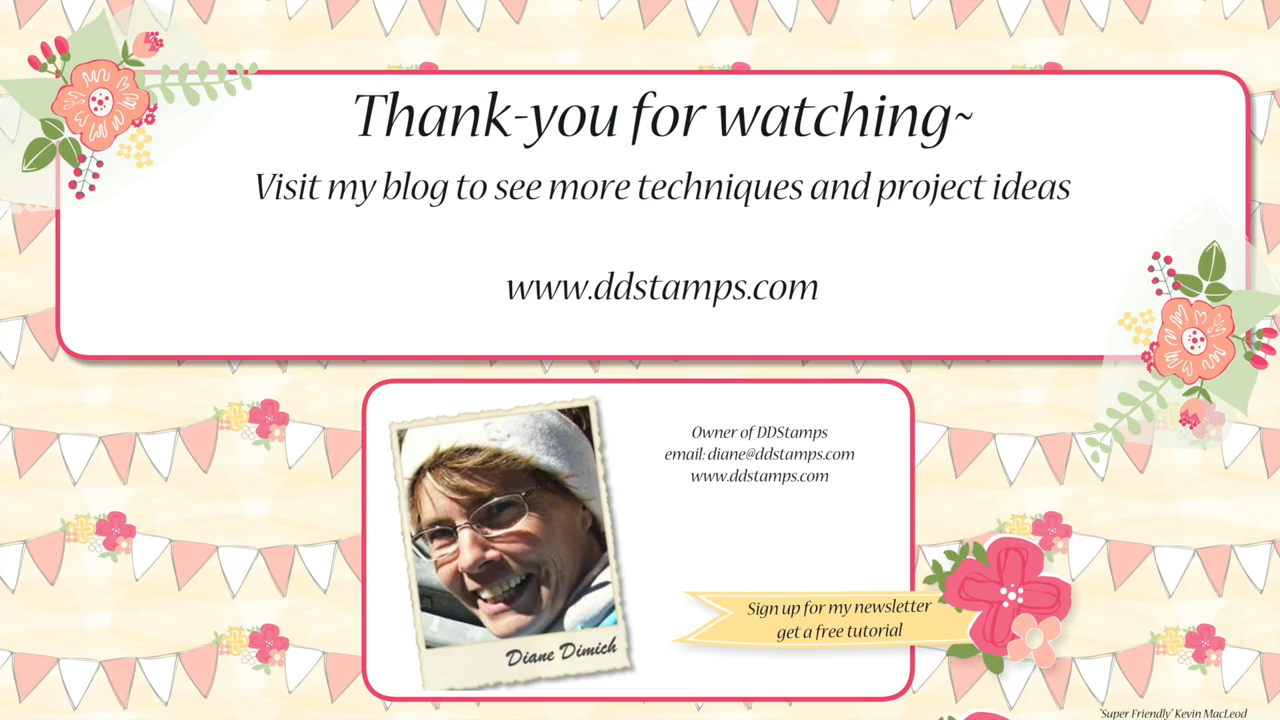 Thank-you for watching~
Visit my blog to see more techniques and project ideas
www.ddstamps.com
Owner of DDStamps
email: diane@ddstamps.com
www.ddstamps.com
Sign up for my newsletter
get a free tutorial
Diane Dimich
"Super Friendly" Kevin MacLeod